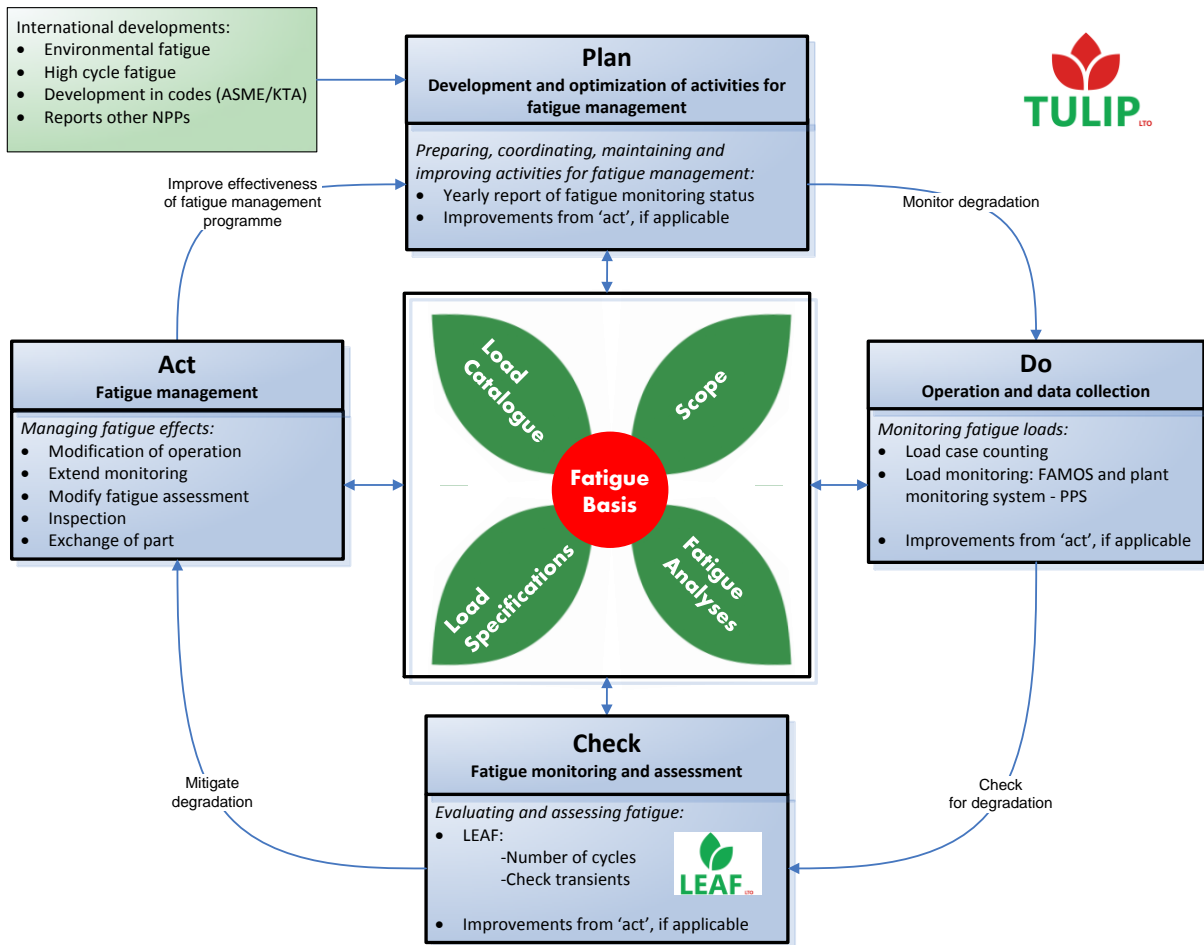 International developments:
• Environmental fatigue
• High cycle fatigue
• Development in codes (ASME/KTA)
• Reports other NPPs
Plan
Development and optimization of activities for
fatigue management
Preparing, coordinating, maintaining and
improving activities for fatigue management:
• Yearly report of fatigue monitoring status
• Improvements from ‘act’, if applicable
TULIP LTO
Improve effectiveness
of fatigue management
programme
Monitor degradation
Act
Fatigue management
Managing fatigue effects:
• Modification of operation
• Extend monitoring
• Modify fatigue assessment
• Inspection
• Exchange of part
Load
Catalogue
Scope
Fatigue
Basis
Load
Specifications
Fatigue
Analyses
Do
Operation and data collection
Monitoring fatigue loads:
• Load case counting
• Load monitoring: FAMOS and plant
monitoring system - PPS
• Improvements from ‘act’, if applicable
Mitigate
degradation
Check
Fatigue monitoring and assessment
Evaluating and assessing fatigue:
• LEAF:
-Number of cycles
-Check transients
LEAF LTO
• Improvements from ‘act’, if applicable
Check
for degradation